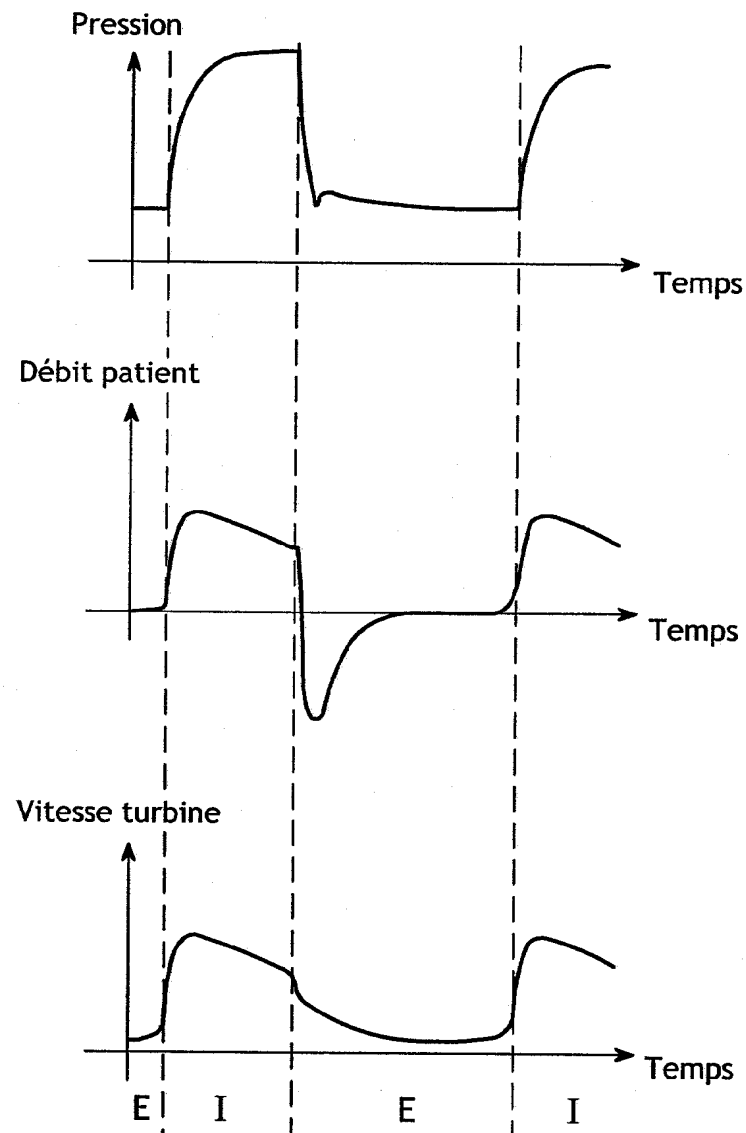 Pression
Temps
Débit patient
Temps
Vitesse turbine
Temps
E I E I